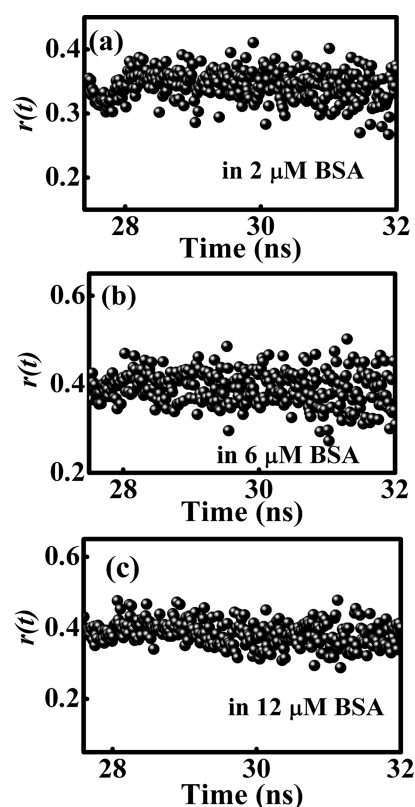 (a)
0.4
0.3
0.2
r(t)
in 2 μM BSA
28 30 32
Time (ns)
(b)
0.6
0.4
0.2
r(t)
in 6 μM BSA
28 30 32
Time (ns)
(c)
0.6
0.4
0.2
r(t)
in 12 μM BSA
28 30 32
Time (ns)